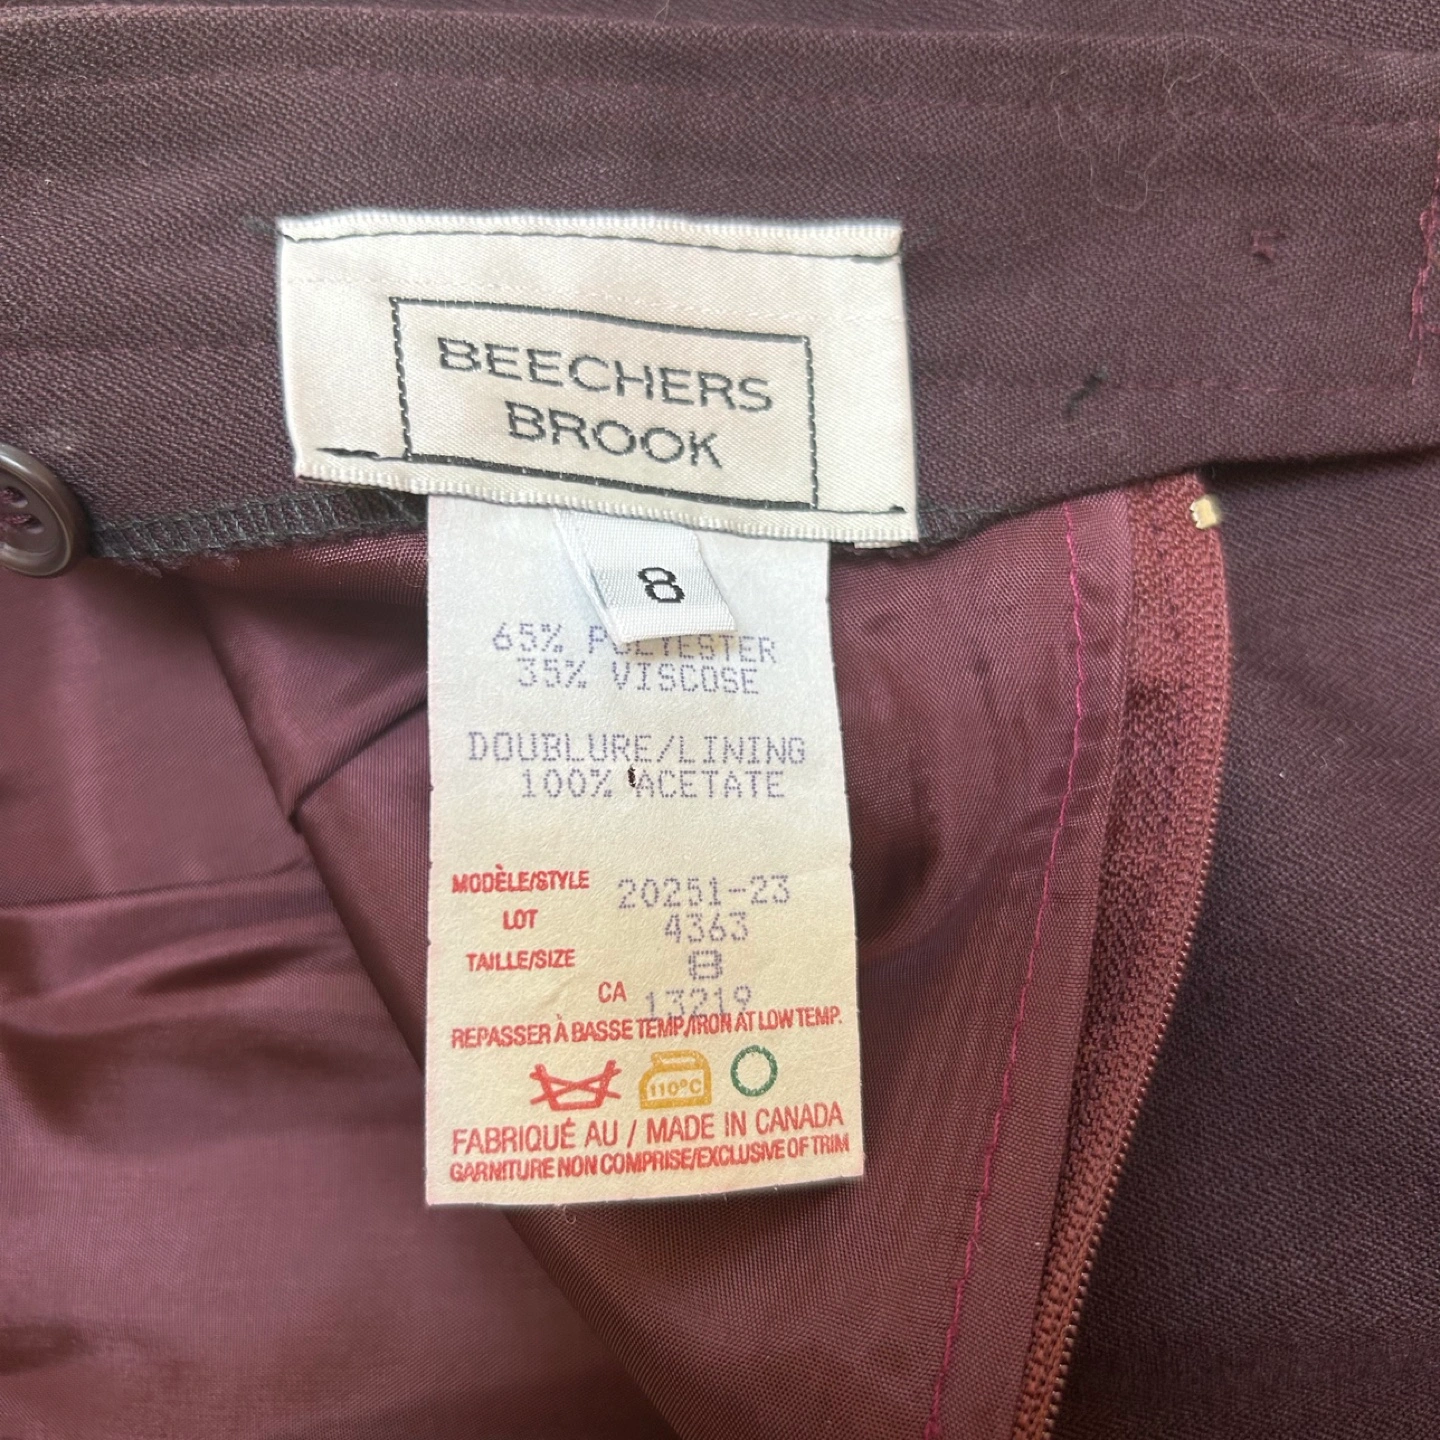 BEECHERS
BROOK
8
65% POLYESTER
35% VISCOSE
DOUBLURE/LINING
100% ACETATE
MODÈLE/STYLE 20251-23
LOT 4363
TAILLE/SIZE 8
CA 13219
REPASSER À BASSE TEMP./IRON AT LOW TEMP.
110°C
FABRIQUÉ AU / MADE IN CANADA
GARNITURE NON COMPRISE/EXCLUSIVE OF TRIM